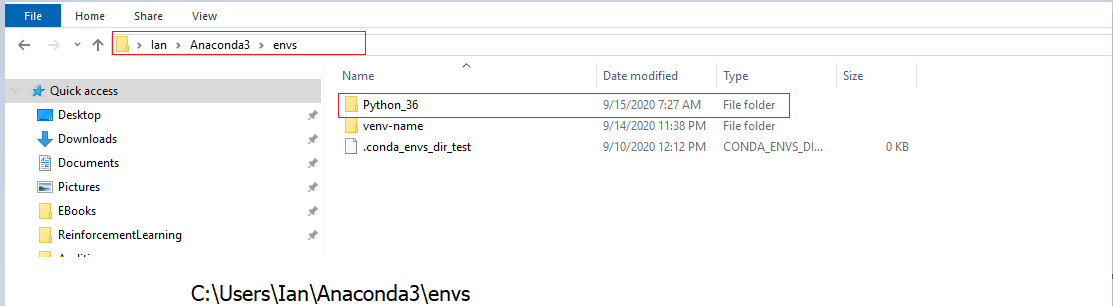 File Home Share View
Ian > Anaconda3 > envs
Name Date modified Type Size
Quick access
Python_36 9/15/2020 7:27 AM File folder
Desktop
venv-name 9/14/2020 11:38 PM File folder
Downloads
.conda_envs_dir_test 9/10/2020 12:12 PM CONDA_ENVS_DI... 0 KB
Documents
Pictures
EBooks
ReinforcementLearning
C:\Users\Ian\Anaconda3\envs